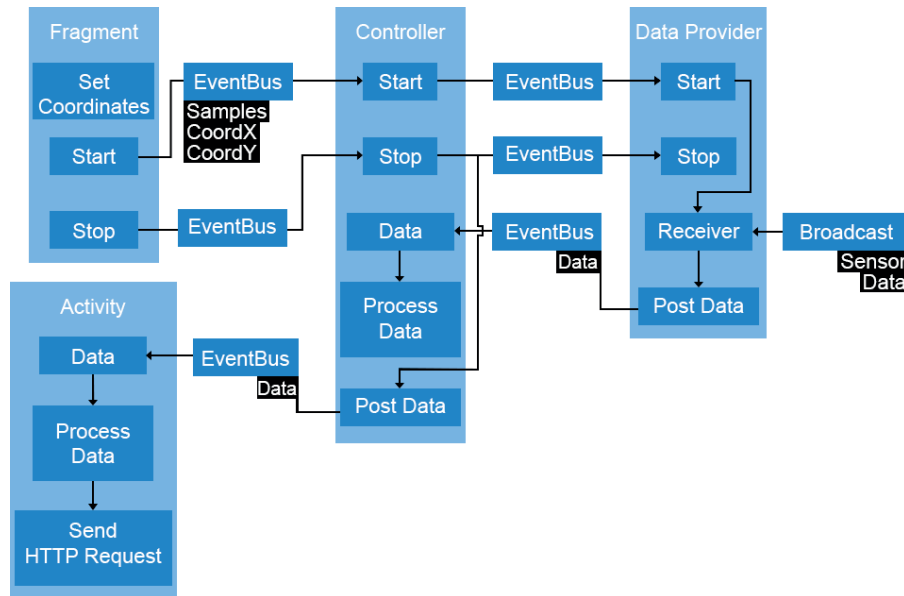 Fragment
Controller
Data Provider
Set
Coordinates
EventBus
Start
EventBus
Start
Samples
CoordX
CoordY
Start
Stop
EventBus
Stop
Stop
EventBus
Data
EventBus
Receiver
Broadcast
Data
Sensor
Data
Activity
Process
Data
Post Data
Data
EventBus
Data
Post Data
Process
Data
Send
HTTP Request